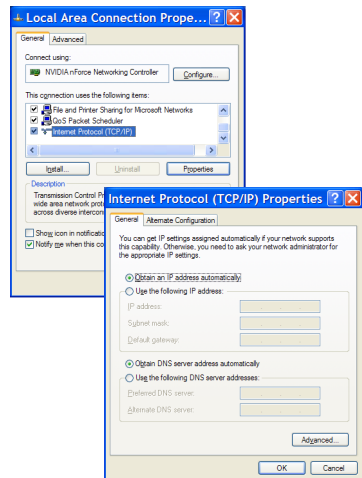 Local Area Connection Prope...
General
Advanced
Connect using:
NVIDIA nForce Networking Controller
Configure...
This connection uses the following items:
File and Printer Sharing for Microsoft Networks
QoS Packet Scheduler
Internet Protocol (TCP/IP)
Install...
Uninstall
Properties
Description
Transmission Control Pr
wide area network prot
across diverse intercon
Show icon in notificatio
Notify me when this co
Internet Protocol (TCP/IP) Properties
General
Alternate Configuration
You can get IP settings assigned automatically if your network supports
this capability. Otherwise, you need to ask your network administrator for
the appropriate IP settings.
Obtain an IP address automatically
Use the following IP address:
IP address:
Subnet mask:
Default gateway:
Obtain DNS server address automatically
Use the following DNS server addresses:
Preferred DNS server:
Alternate DNS server:
Advanced...
OK
Cancel